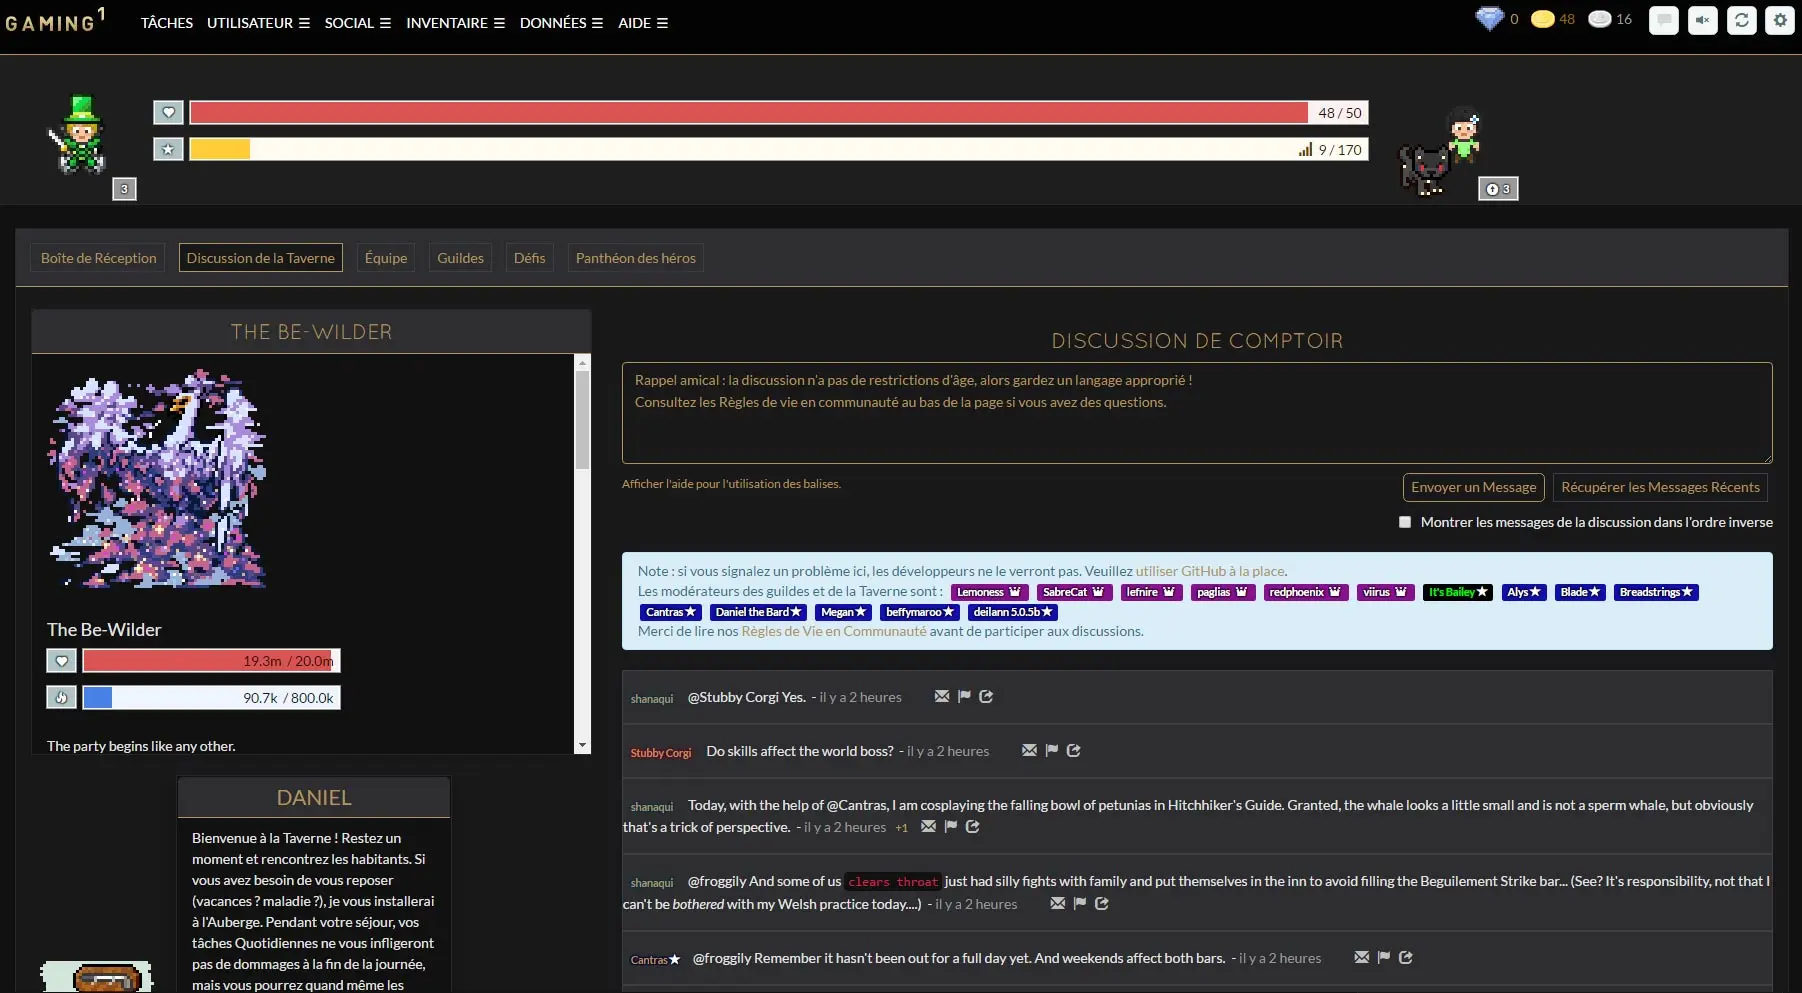 GAMING1
TÂCHES UTILISATEUR ☰ SOCIAL ☰ INVENTAIRE ☰ DONNÉES ☰ AIDE ☰
0 48 16
48 / 50
9 / 170
3
3
Boîte de Réception Discussion de la Taverne Équipe Guildes Défis Panthéon des héros
THE BE-WILDER
The Be-Wilder
19.3m / 20.0m
90.7k / 800.0k
The party begins like any other.
DANIEL
Bienvenue à la Taverne ! Restez un
moment et rencontrez les habitants. Si
vous avez besoin de vous reposer
(vacances ? maladie ?), je vous installerai
à l'Auberge. Pendant votre séjour, vos
tâches Quotidiennes ne vous infligeront
pas de dommages à la fin de la journée,
mais vous pourrez quand même les
DISCUSSION DE COMPTOIR
Rappel amical : la discussion n'a pas de restrictions d'âge, alors gardez un langage approprié !
Consultez les Règles de vie en communauté au bas de la page si vous avez des questions.
Afficher l'aide pour l'utilisation des balises.
Envoyer un Message Récupérer les Messages Récents
Montrer les messages de la discussion dans l'ordre inverse
Note : si vous signalez un problème ici, les développeurs ne le verront pas. Veuillez utiliser GitHub à la place.
Les modérateurs des guildes et de la Taverne sont : Lemoness SabreCat lefnire paglias redphoenix viirus It's Bailey★ Alys★ Blade★ Breadstrings★
Cantras★ Daniel the Bard★ Megan★ beffymaroo★ deilann 5.0.5b★
Merci de lire nos Règles de Vie en Communauté avant de participer aux discussions.
shanaqui @Stubby Corgi Yes. - il y a 2 heures
Stubby Corgi Do skills affect the world boss? - il y a 2 heures
shanaqui Today, with the help of @Cantras, I am cosplaying the falling bowl of petunias in Hitchhiker's Guide. Granted, the whale looks a little small and is not a sperm whale, but obviously
that's a trick of perspective. - il y a 2 heures +1
shanaqui @froggily And some of us clears throat just had silly fights with family and put themselves in the inn to avoid filling the Beguilement Strike bar... (See? It's responsibility, not that I
can't be bothered with my Welsh practice today....) - il y a 2 heures
Cantras★ @froggily Remember it hasn't been out for a full day yet. And weekends affect both bars. - il y a 2 heures